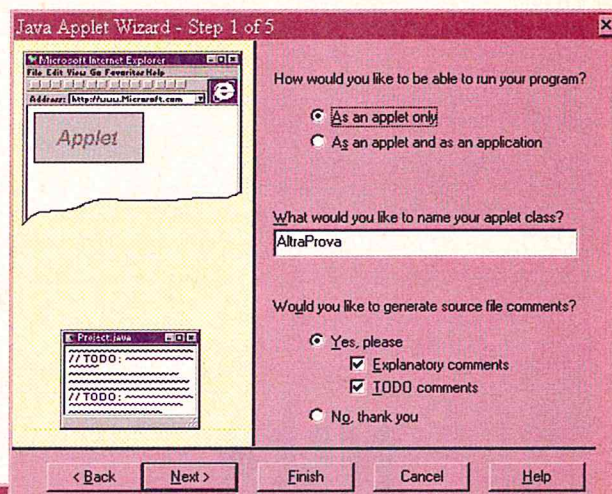 Java Applet Wizard - Step 1 of 5
Microsoft Internet Explorer
File Edit View Go Favorites Help
Address: http://www.Microsoft.com
Applet
Project.java
// TODO:
// TODO:
How would you like to be able to run your program?
As an applet only
As an applet and as an application
What would you like to name your applet class?
AltraProva
Would you like to generate source file comments?
Yes, please
Explanatory comments
TODO comments
No, thank you
< Back
Next >
Finish
Cancel
Help